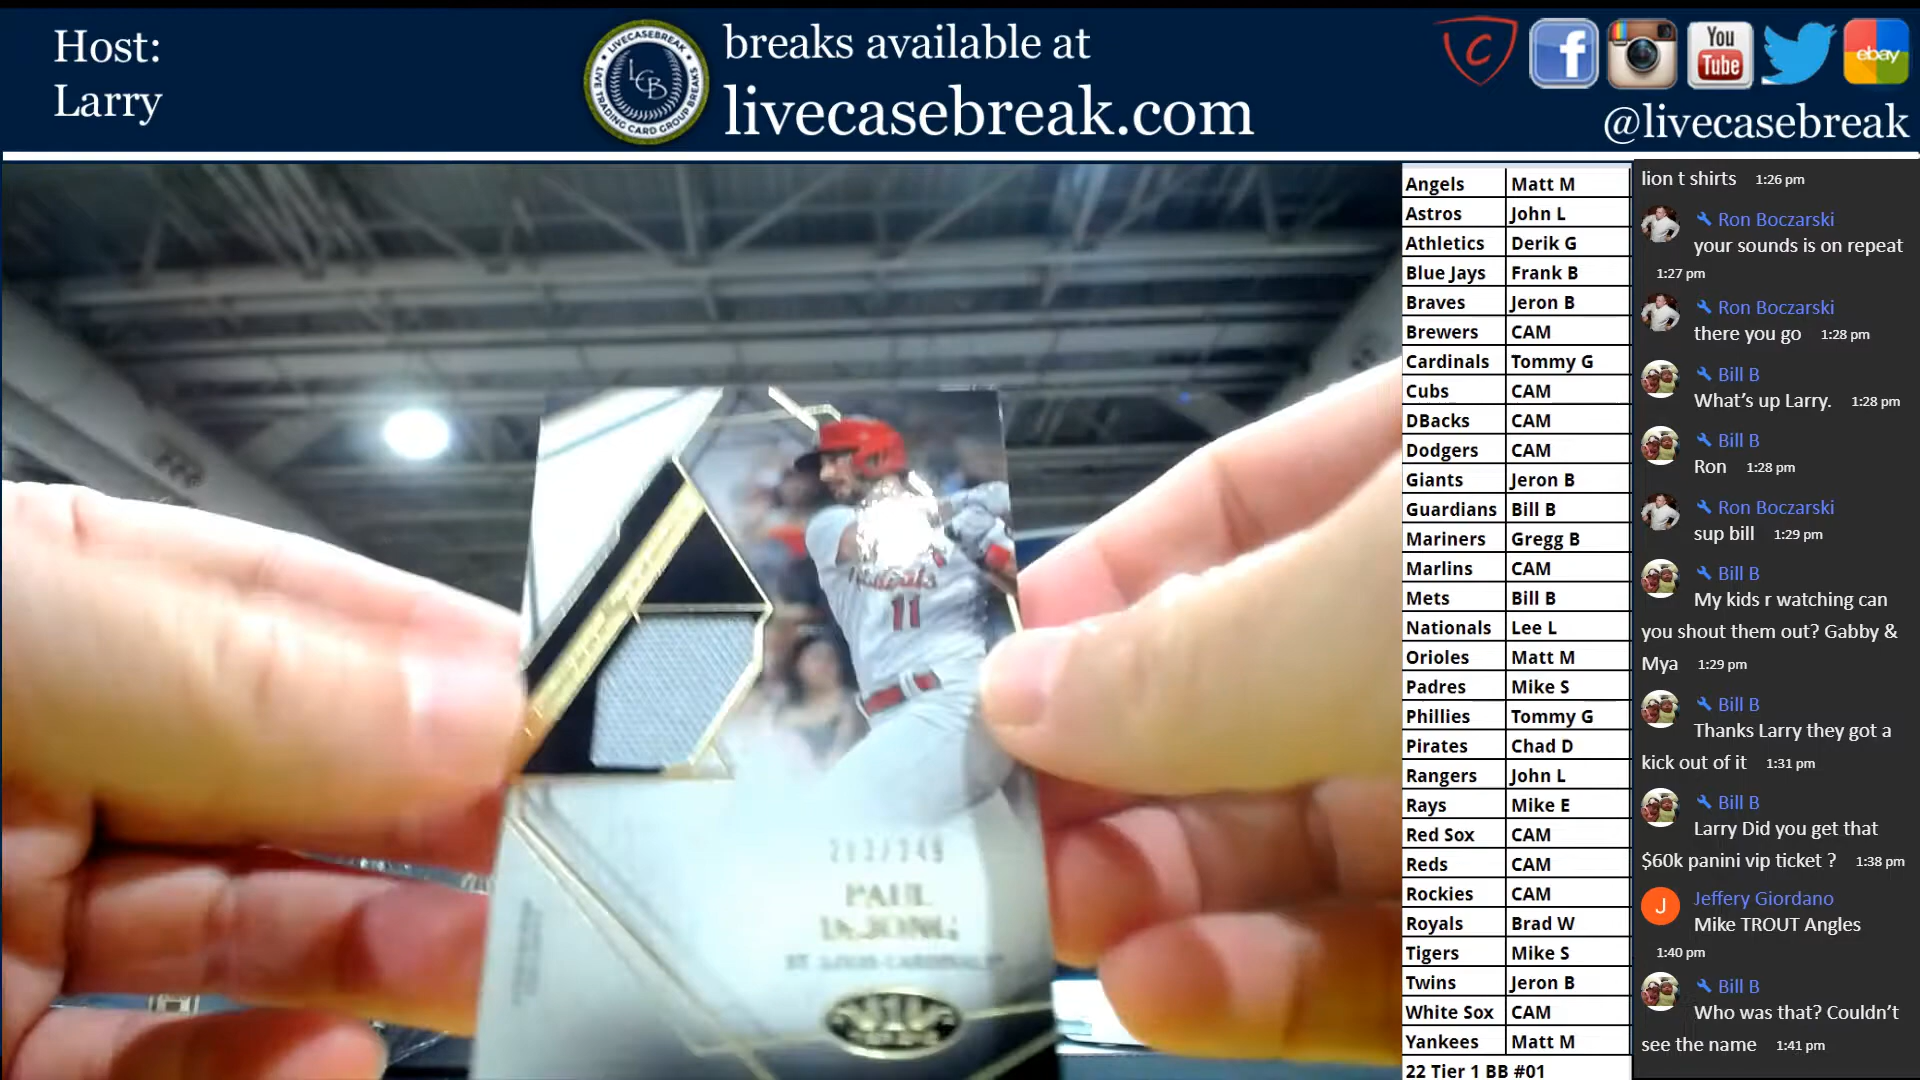 Host:
Larry
LIVECASEBREAK
LIVE TRADING CARD GROUP BREAKS
LCB
breaks available at
livecasebreak.com
C
f
You
Tube
ebay
@livecasebreak
11
PAUL
DeJONG
ST. LOUIS CARDINALS
Angels Matt M
Astros John L
Athletics Derik G
Blue Jays Frank B
Braves Jeron B
Brewers CAM
Cardinals Tommy G
Cubs CAM
DBacks CAM
Dodgers CAM
Giants Jeron B
Guardians Bill B
Mariners Gregg B
Marlins CAM
Mets Bill B
Nationals Lee L
Orioles Matt M
Padres Mike S
Phillies Tommy G
Pirates Chad D
Rangers John L
Rays Mike E
Red Sox CAM
Reds CAM
Rockies CAM
Royals Brad W
Tigers Mike S
Twins Jeron B
White Sox CAM
Yankees Matt M
22 Tier 1 BB #01
lion t shirts 1:26 pm
Ron Boczarski
your sounds is on repeat
1:27 pm
Ron Boczarski
there you go 1:28 pm
Bill B
What's up Larry. 1:28 pm
Bill B
Ron 1:28 pm
Ron Boczarski
sup bill 1:29 pm
Bill B
My kids r watching can
you shout them out? Gabby &
Mya 1:29 pm
Bill B
Thanks Larry they got a
kick out of it 1:31 pm
Bill B
Larry Did you get that
$60k panini vip ticket ? 1:38 pm
J
Jeffery Giordano
Mike TROUT Angles
1:40 pm
Bill B
Who was that? Couldn't
see the name 1:41 pm